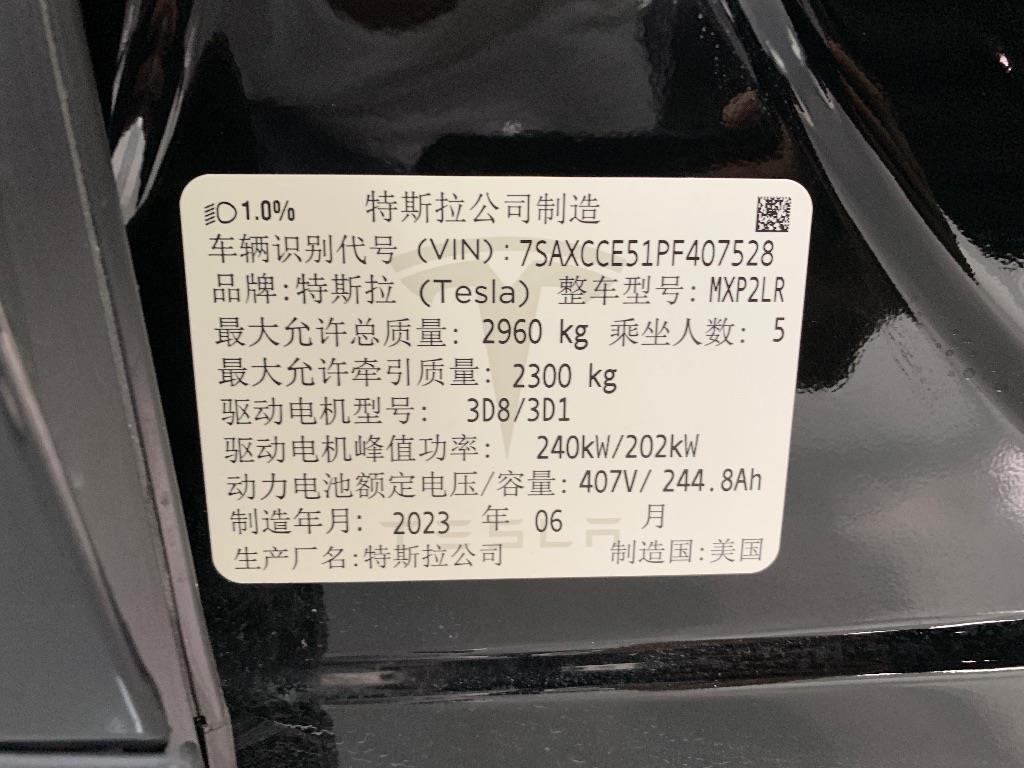 1.0% 特斯拉公司制造
车辆识别代号 (VIN): 7SAXCCE51PF407528
品牌:特斯拉 (Tesla) 整车型号: MXP2LR
最大允许总质量: 2960 kg 乘坐人数: 5
最大允许牵引质量: 2300 kg
驱动电机型号: 3D8/3D1
驱动电机峰值功率: 240kW/202kW
动力电池额定电压/容量: 407V/ 244.8Ah
制造年月: 2023 年 06 月
TESLA
生产厂名:特斯拉公司 制造国:美国